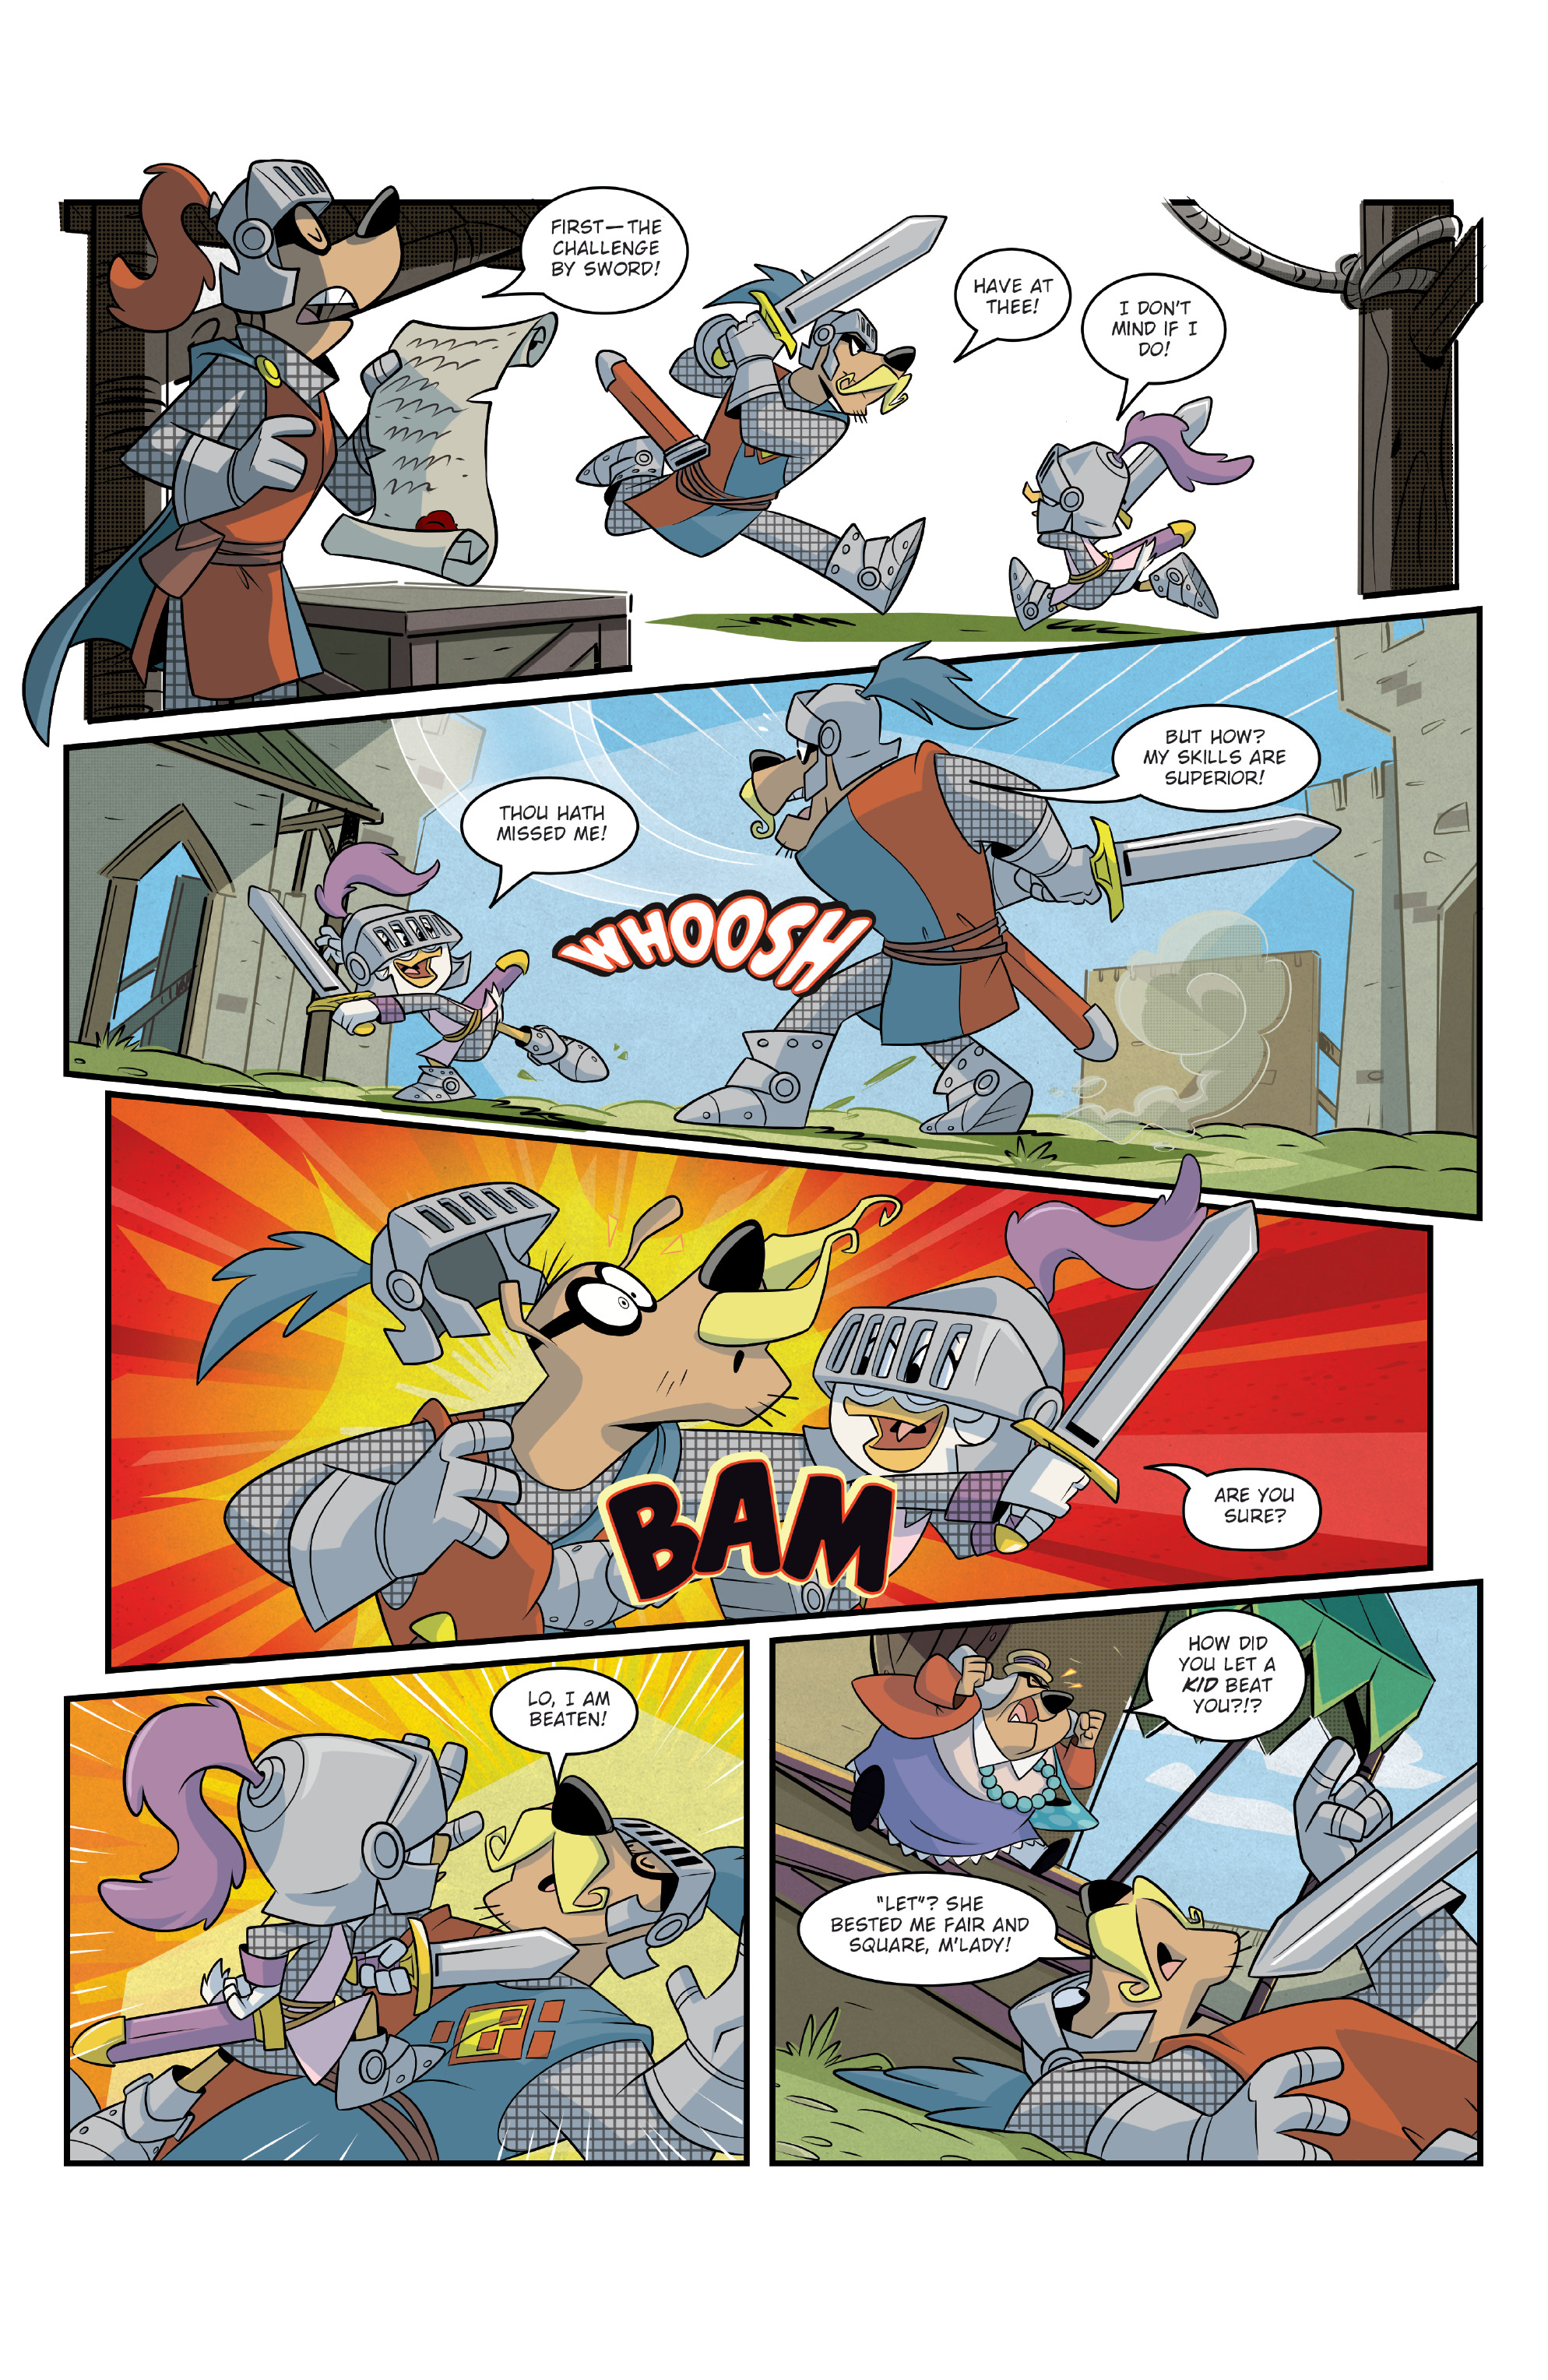 FIRST—THE
CHALLENGE
BY SWORD!
HAVE AT
THEE!
I DON'T
MIND IF I
DO!
THOU HATH
MISSED ME!
WHOOSH
BUT HOW?
MY SKILLS ARE
SUPERIOR!
BAM
ARE YOU
SURE?
LO, I AM
BEATEN!
HOW DID
YOU LET A
KID BEAT
YOU?!?
"LET"? SHE
BESTED ME FAIR AND
SQUARE, M'LADY!